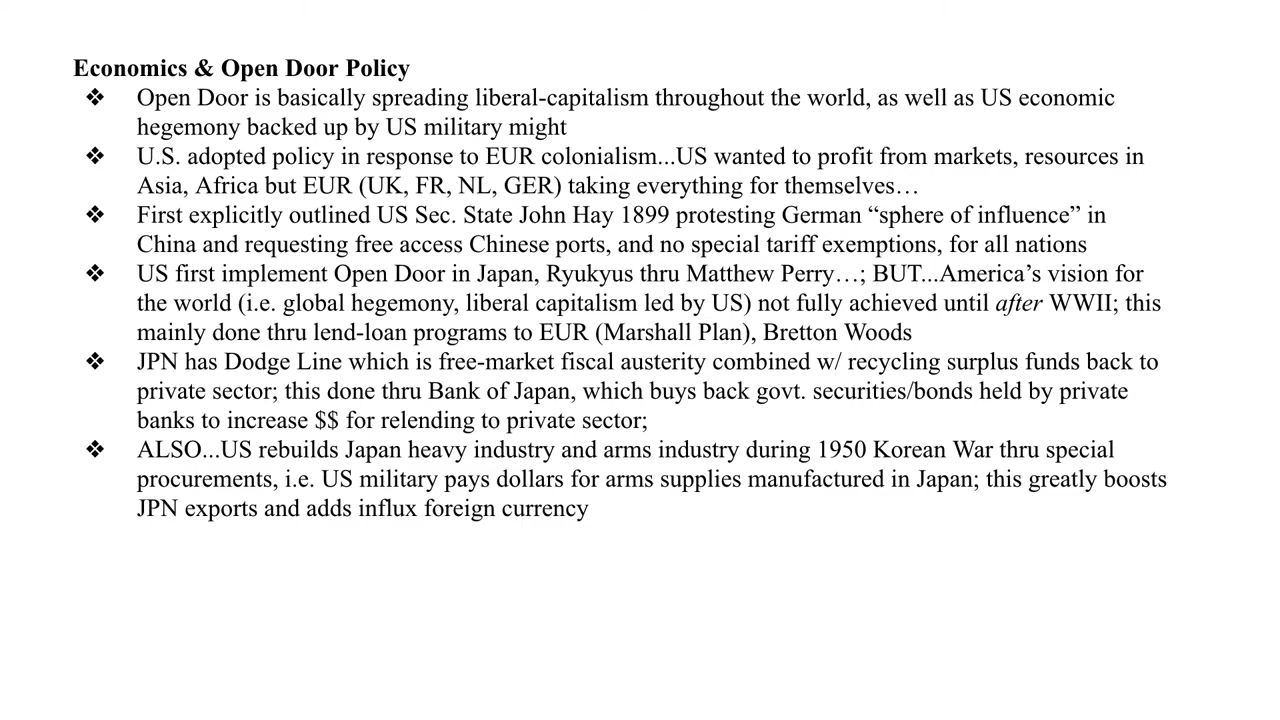 Economics & Open Door Policy
❖ Open Door is basically spreading liberal-capitalism throughout the world, as well as US economic
hegemony backed up by US military might
❖ U.S. adopted policy in response to EUR colonialism...US wanted to profit from markets, resources in
Asia, Africa but EUR (UK, FR, NL, GER) taking everything for themselves…
❖ First explicitly outlined US Sec. State John Hay 1899 protesting German “sphere of influence” in
China and requesting free access Chinese ports, and no special tariff exemptions, for all nations
❖ US first implement Open Door in Japan, Ryukyus thru Matthew Perry…; BUT...America’s vision for
the world (i.e. global hegemony, liberal capitalism led by US) not fully achieved until after WWII; this
mainly done thru lend-loan programs to EUR (Marshall Plan), Bretton Woods
❖ JPN has Dodge Line which is free-market fiscal austerity combined w/ recycling surplus funds back to
private sector; this done thru Bank of Japan, which buys back govt. securities/bonds held by private
banks to increase $$ for relending to private sector;
❖ ALSO...US rebuilds Japan heavy industry and arms industry during 1950 Korean War thru special
procurements, i.e. US military pays dollars for arms supplies manufactured in Japan; this greatly boosts
JPN exports and adds influx foreign currency